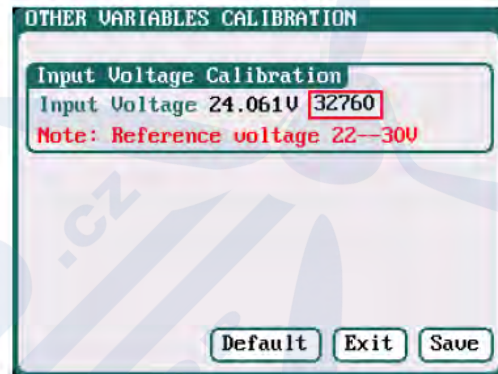 OTHER VARIABLES CALIBRATION
Input Voltage Calibration
Input Voltage 24.061V 32760
Note: Reference voltage 22--30V
.cz
Default Exit Save